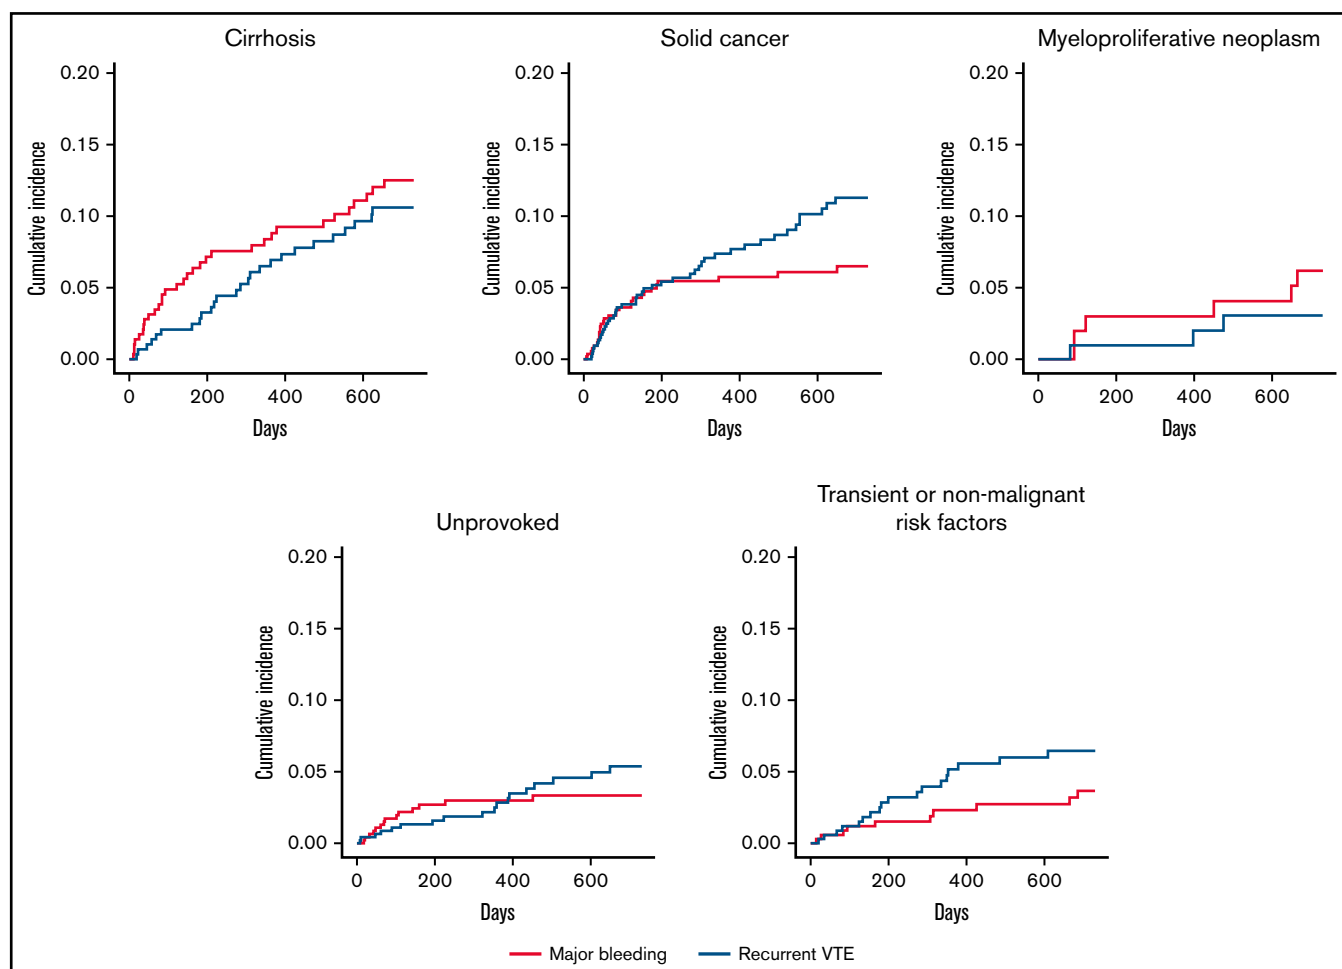 Cirrhosis
Cumulative incidence
0.20
0.15
0.10
0.05
0.00
0 200 400 600
Days
Solid cancer
Cumulative incidence
0.20
0.15
0.10
0.05
0.00
0 200 400 600
Days
Myeloproliferative neoplasm
Cumulative incidence
0.20
0.15
0.10
0.05
0.00
0 200 400 600
Days
Unprovoked
Cumulative incidence
0.20
0.15
0.10
0.05
0.00
0 200 400 600
Days
Transient or non-malignant
risk factors
Cumulative incidence
0.20
0.15
0.10
0.05
0.00
0 200 400 600
Days
Major bleeding Recurrent VTE